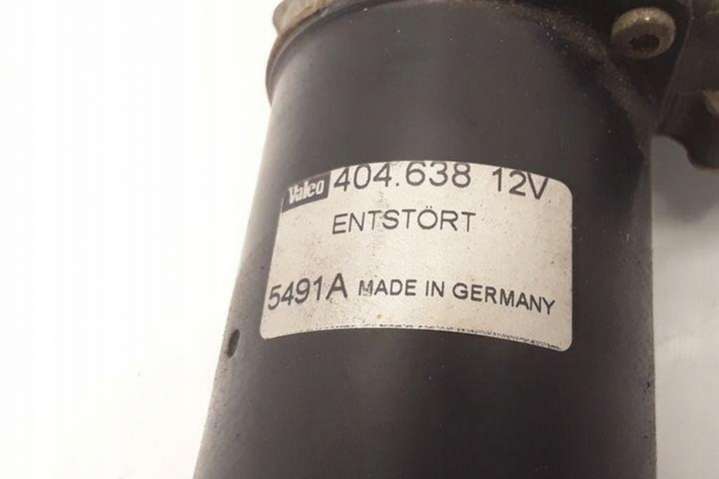 Valeo 404.638 12V
ENTSTÖRT
5491A MADE IN GERMANY